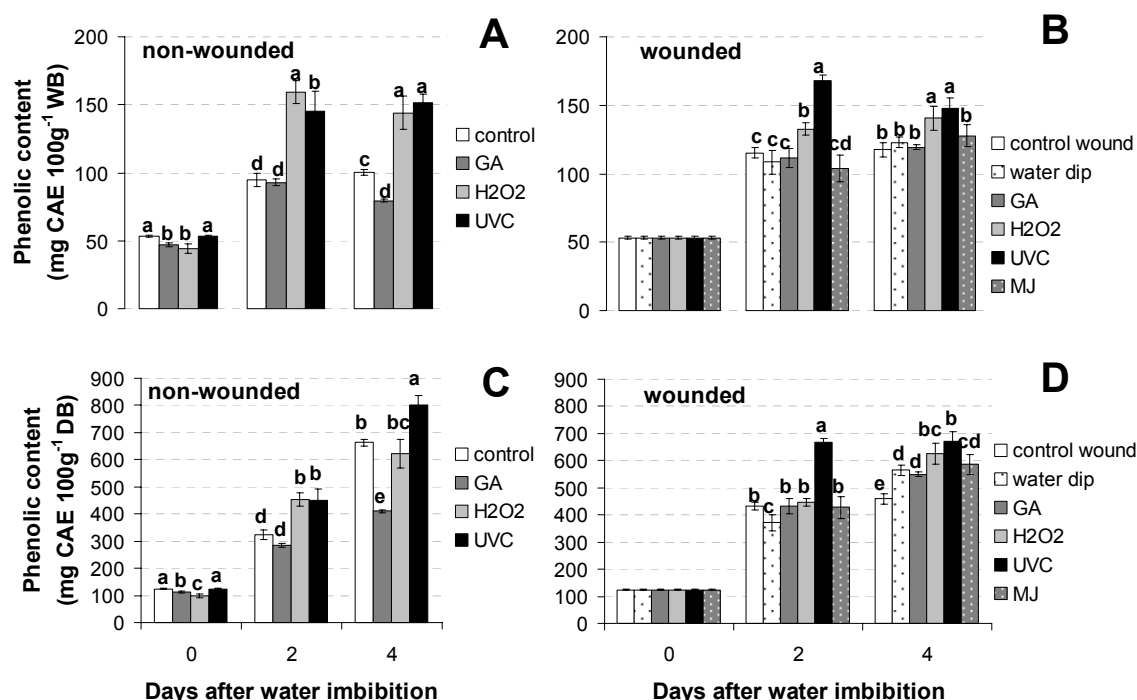 A
non-wounded
Phenolic content
(mg CAE 100g⁻¹ WB)
200
150
100
50
0
a b b a
d d a b
c d a a
control
GA
H2O2
UVC
B
wounded
200
150
100
50
0
c c c b a cd
b b b a a b
control wound
water dip
GA
H2O2
UVC
MJ
C
non-wounded
Phenolic content
(mg CAE 100g⁻¹ DB)
900
800
700
600
500
400
300
200
100
0
a b c a
d d b b
b e bc a
0 2 4
Days after water imbibition
control
GA
H2O2
UVC
D
wounded
900
800
700
600
500
400
300
200
100
0
b c b b a b
e d d bc b cd
0 2 4
Days after water imbibition
control wound
water dip
GA
H2O2
UVC
MJ